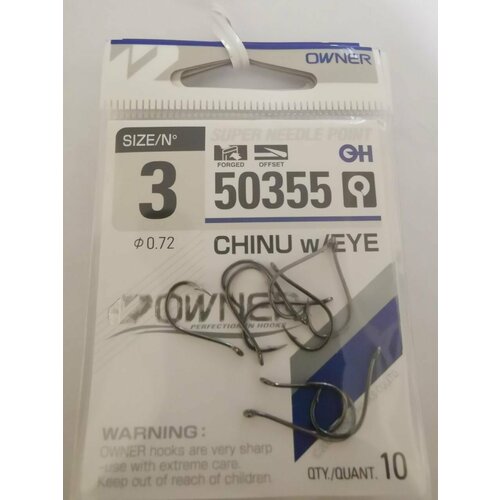 OWNER
SIZE/N°
SUPER NEEDLE POINT
3
FORGED OFFSET
OH
50355
Φ0.72
CHINU w/EYE
OWNER
PERFECTION IN HOOKS
WARNING:
OWNER hooks are very sharp
-use with extreme care.
Keep out of reach of children.
QTY./QUANT. 10